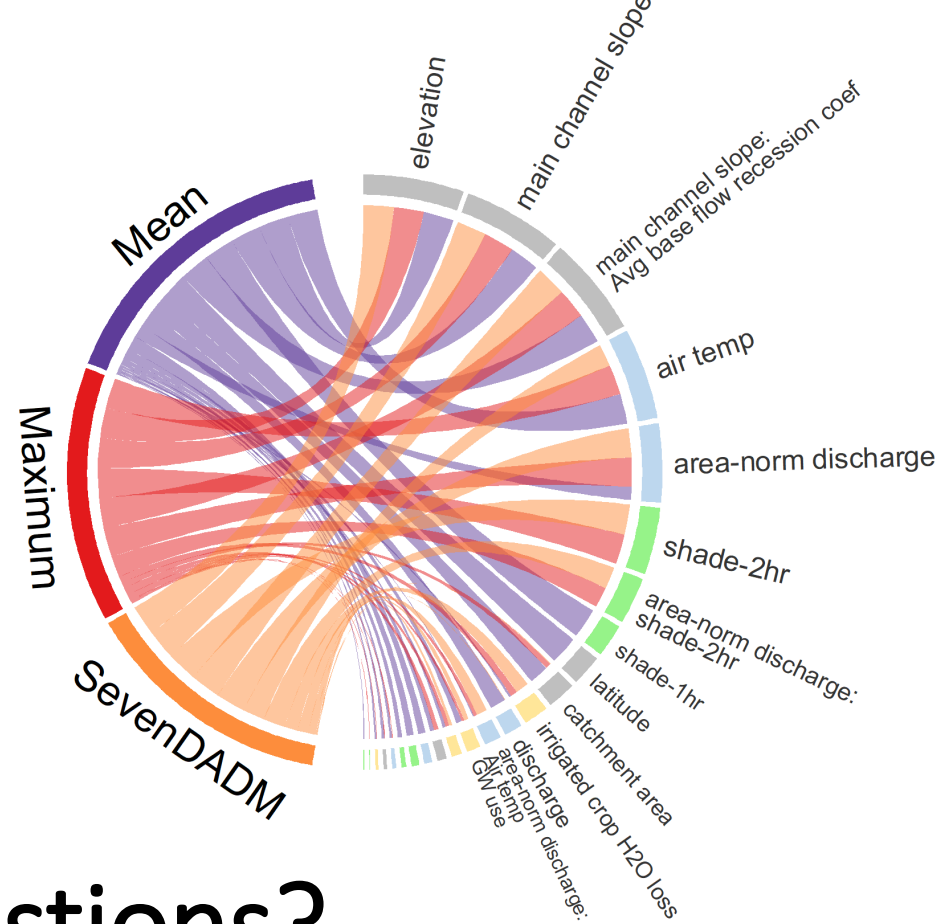 Mean
Maximum
SevenDADM
elevation
main channel slope
main channel slope:
Avg base flow recession coef
air temp
area-norm discharge
shade-2hr
area-norm discharge:
shade-2hr
shade-1hr
latitude
catchment area
irrigated crop H2O loss
discharge
area-norm discharge:
Air temp
GW use
stions?